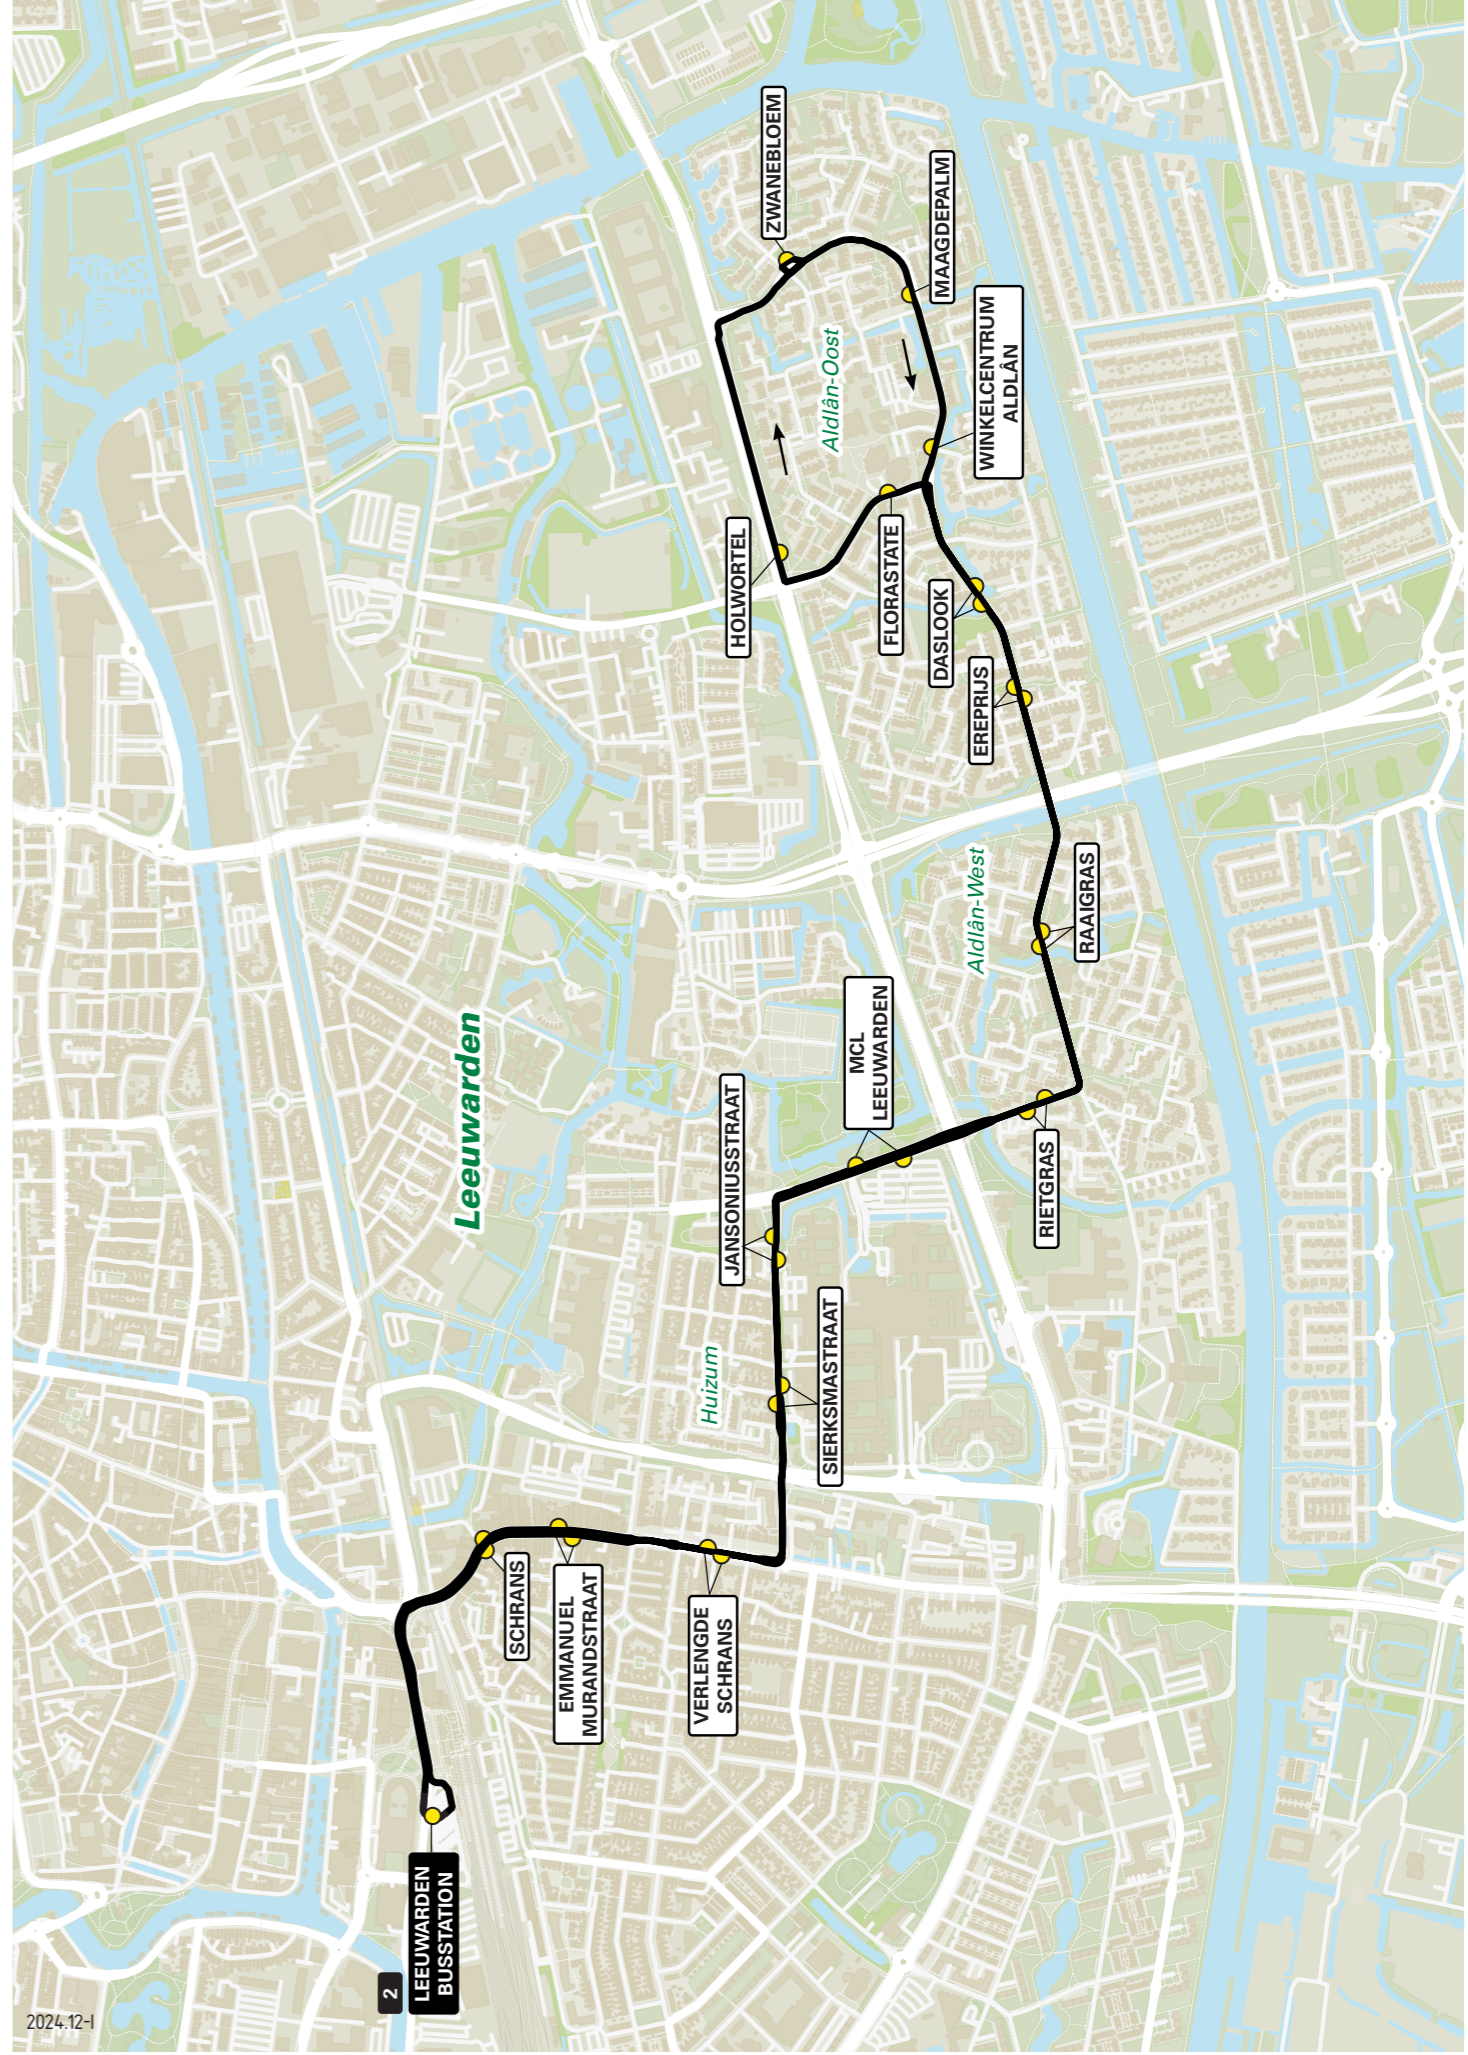 2
LEEUWARDEN
BUSSTATION
SCHRANS
EMMANUEL
MURANDSTRAAT
VERLENGDE
SCHRANS
SIERKSMASTRAAT
JANSONIUSSTRAAT
MCL
LEEUWARDEN
RIETGRAS
RAAIGRAS
EREPRIJS
DASLOOK
FLORASTATE
HOLWORTEL
ZWANEBLOEM
MAAGDEPALM
WINKELCENTRUM
ALDLÂN
Leeuwarden
Huizum
Aldlân-West
Aldlân-Oost
2024.12-I